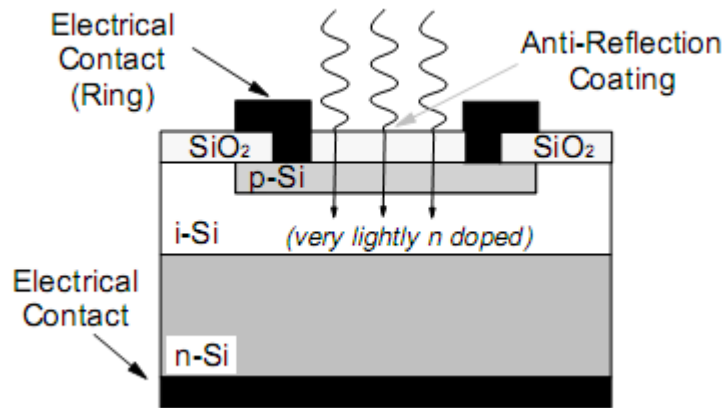 Electrical
Contact
(Ring)
Anti-Reflection
Coating
SiO₂
SiO₂
p-Si
i-Si
(very lightly n doped)
Electrical
Contact
n-Si